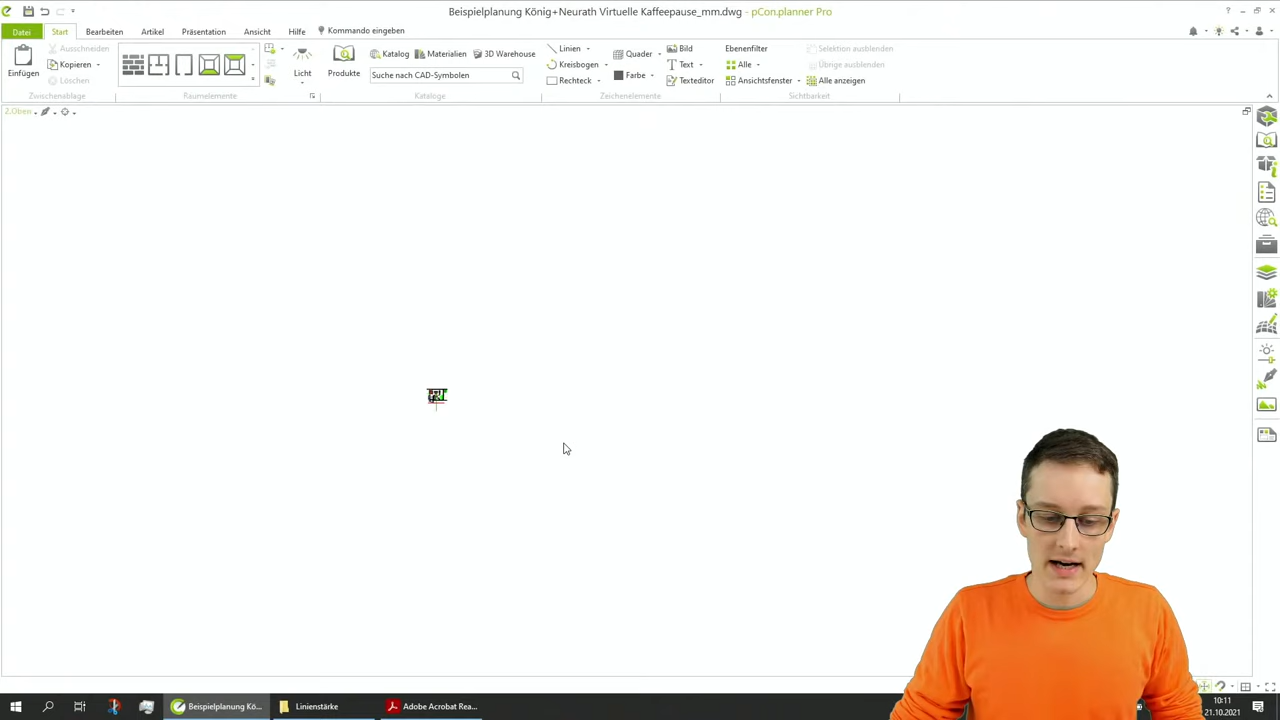 Beispielplanung König+Neurath Virtuelle Kaffeepause_mm.dwg - pCon.planner Pro
Datei Start Bearbeiten Artikel Präsentation Ansicht Hilfe Kommando eingeben
Einfügen
Ausschneiden
Kopieren
Löschen
Licht
Produkte
Katalog Materialien 3D Warehouse
Suche nach CAD-Symbolen
Linien
Kreisbogen
Rechteck
Quader
Farbe
Bild
Text
Texteditor
Ebenenfilter
Alle
Ansichtsfenster
Selektion ausblenden
Übrige ausblenden
Alle anzeigen
Zwischenablage Raumelemente Kataloge Zeichenelemente Sichtbarkeit
2.Oben
Beispielplanung Kö... Linienstärke Adobe Acrobat Rea...
10:11
21.10.2021